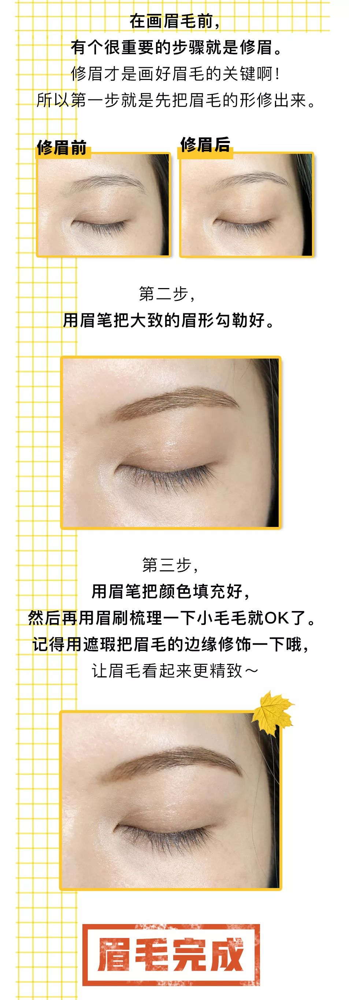 在画眉毛前，
有个很重要的步骤就是修眉。
修眉才是画好眉毛的关键啊！
所以第一步就是先把眉毛的形修出来。
修眉前
修眉后
第二步，
用眉笔把大致的眉形勾勒好。
第三步，
用眉笔把颜色填充好，
然后再用眉刷梳理一下小毛毛就OK了。
记得用遮瑕把眉毛的边缘修饰一下哦，
让眉毛看起来更精致～
眉毛完成